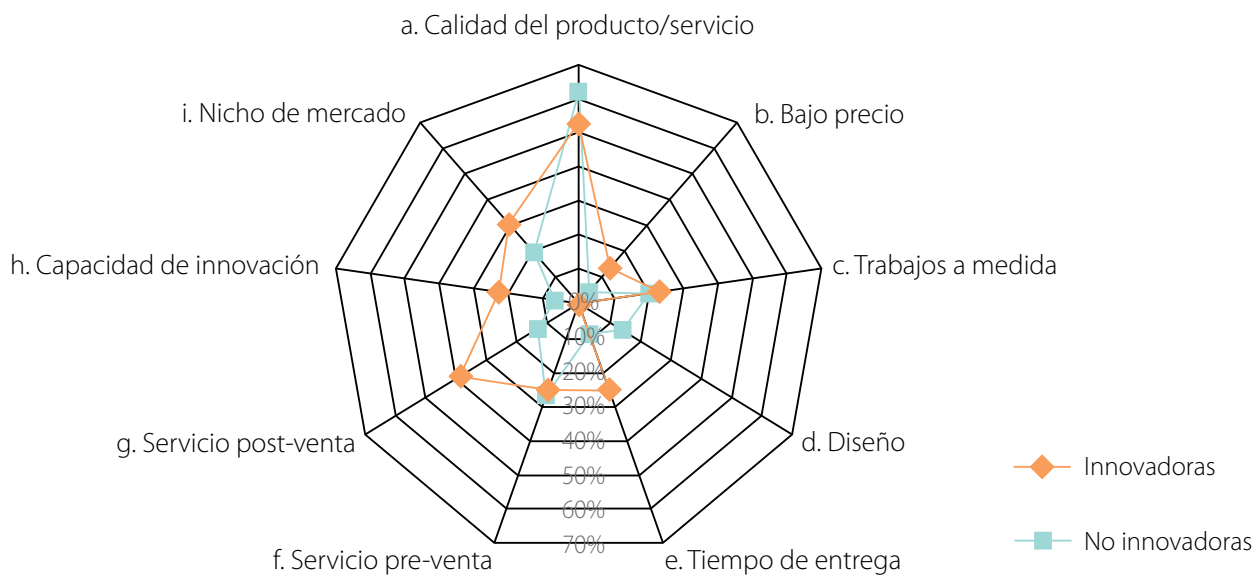 a. Calidad del producto/servicio
i. Nicho de mercado
b. Bajo precio
h. Capacidad de innovación
c. Trabajos a medida
0%
10%
20%
30%
40%
50%
60%
70%
g. Servicio post-venta
d. Diseño
f. Servicio pre-venta
e. Tiempo de entrega
Innovadoras
No innovadoras